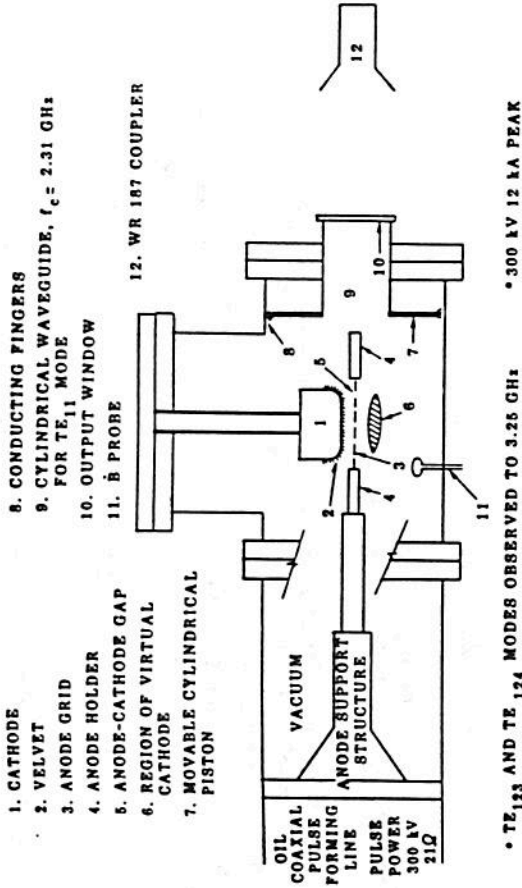 1. CATHODE
2. VELVET
3. ANODE GRID
4. ANODE HOLDER
5. ANODE-CATHODE GAP
6. REGION OF VIRTUAL
CATHODE
7. MOVABLE CYLINDRICAL
PISTON
8. CONDUCTING FINGERS
9. CYLINDRICAL WAVEGUIDE, f_c = 2.31 GHz
FOR TE_11 MODE
10. OUTPUT WINDOW
11. Ḃ PROBE
12. WR 187 COUPLER
OIL
COAXIAL
PULSE
FORMING
LINE
PULSE
POWER
300 kV
21Ω
VACUUM
ANODE SUPPORT
STRUCTURE
1
2
3
4
4
5
6
7
8
9
10
11
12
• TE_123 AND TE_124 MODES OBSERVED TO 3.25 GHz
• 300 kV 12 kA PEAK